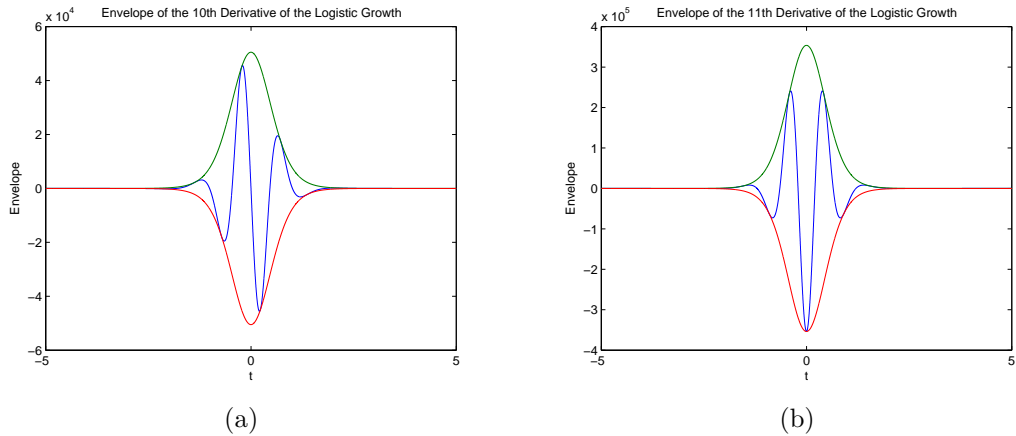 Envelope of the 10th Derivative of the Logistic Growth
x 10^4
6
4
2
0
−2
−4
−6
−5
0
5
Envelope
t
(a)
Envelope of the 11th Derivative of the Logistic Growth
x 10^5
4
3
2
1
0
−1
−2
−3
−4
−5
0
5
Envelope
t
(b)